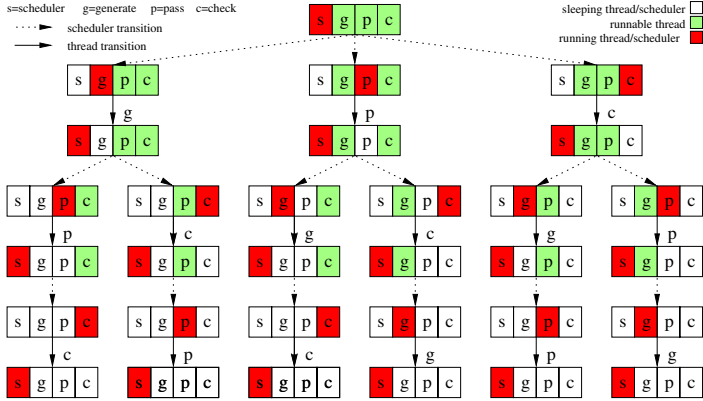 s=scheduler g=generate p=pass c=check
scheduler transition
thread transition
sleeping thread/scheduler
runnable thread
running thread/scheduler
s g p c
s g p c s g p c s g p c
g p c
s g p c s g p c s g p c
s g p c s g p c s g p c s g p c s g p c s g p c
p c g c g p
s g p c s g p c s g p c s g p c s g p c s g p c
s g p c s g p c s g p c s g p c s g p c s g p c
c p c g p g
s g p c s g p c s g p c s g p c s g p c s g p c